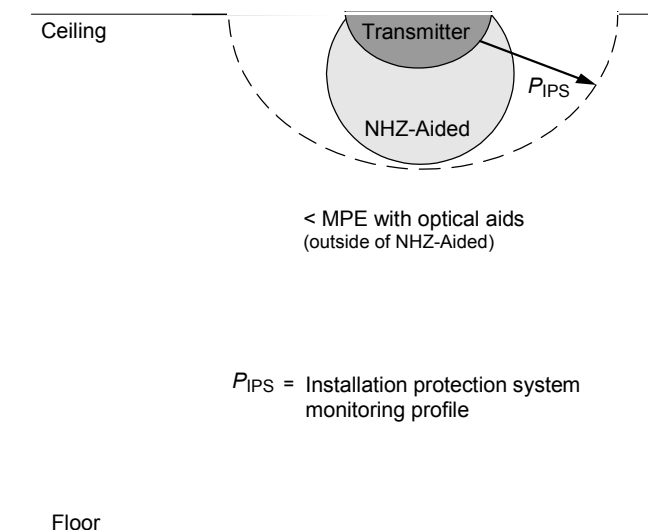 Ceiling
Transmitter
PIPS
NHZ-Aided
< MPE with optical aids
(outside of NHZ-Aided)
PIPS = Installation protection system
monitoring profile
Floor